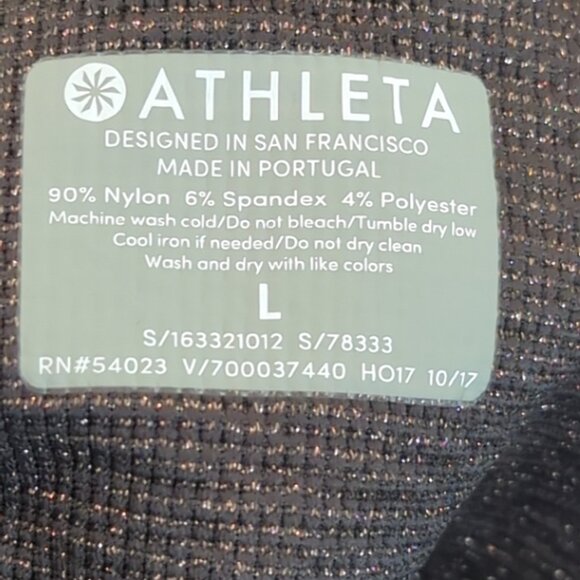 ATHLETA
DESIGNED IN SAN FRANCISCO
MADE IN PORTUGAL
90% Nylon 6% Spandex 4% Polyester
Machine wash cold/Do not bleach/Tumble dry low
Cool iron if needed/Do not dry clean
Wash and dry with like colors
L
S/163321012 S/78333
RN#54023 V/700037440 HO17 10/17